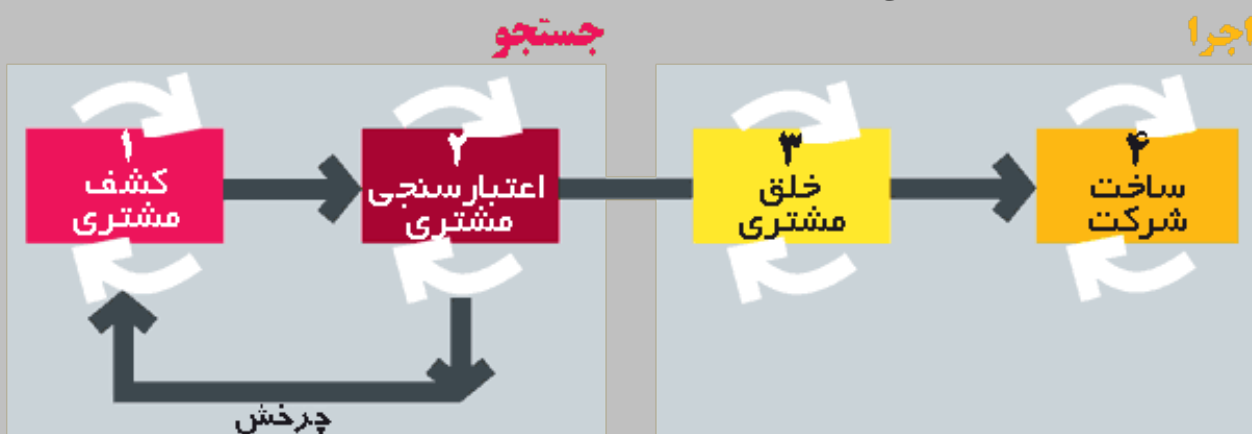 جستجو
اجرا
۱
کشف
مشتری
۲
اعتبارسنجی
مشتری
۳
خلق
مشتری
۴
ساخت
شرکت
چرخش